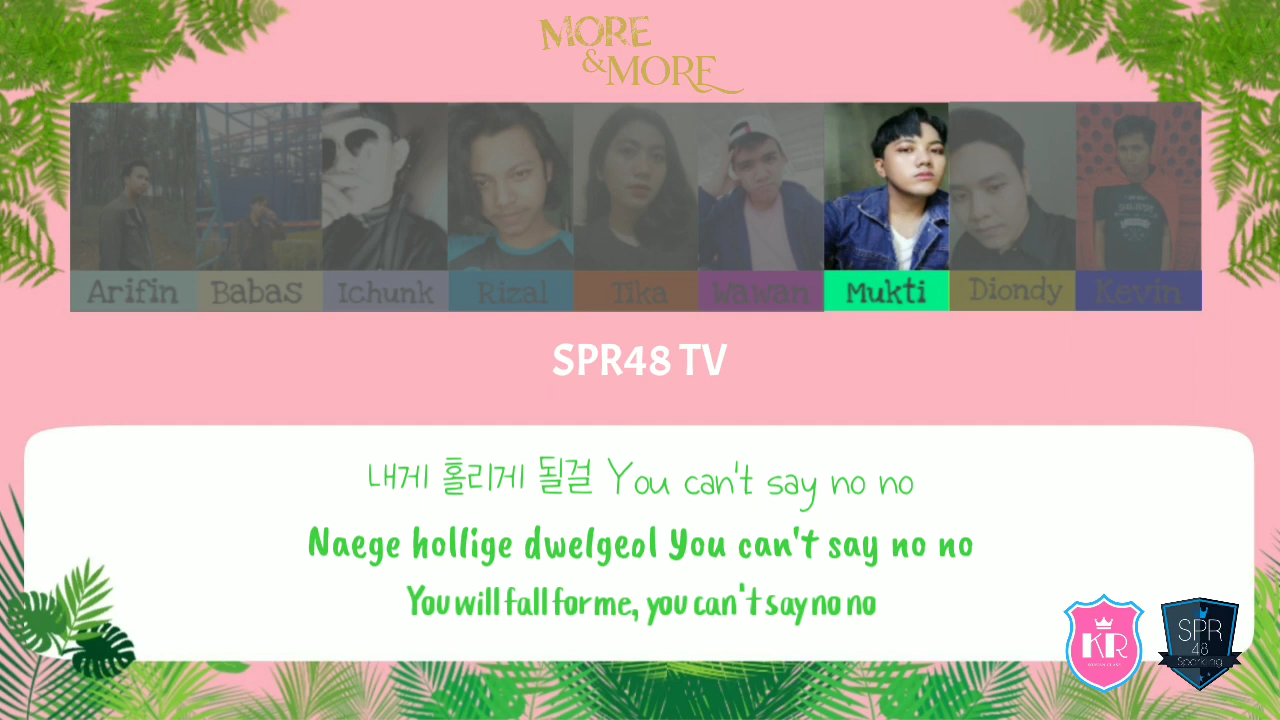 MORE
&MORE
Arifin Babas Ichunk Rizal Tika Wawan Mukti Diondy Kevin
SPR48 TV
내게 홀리게 될걸 You can't say no no
Naege hollige dwelgeol You can't say no no
You will fall for me, you can't say no no
KR
SPR
48